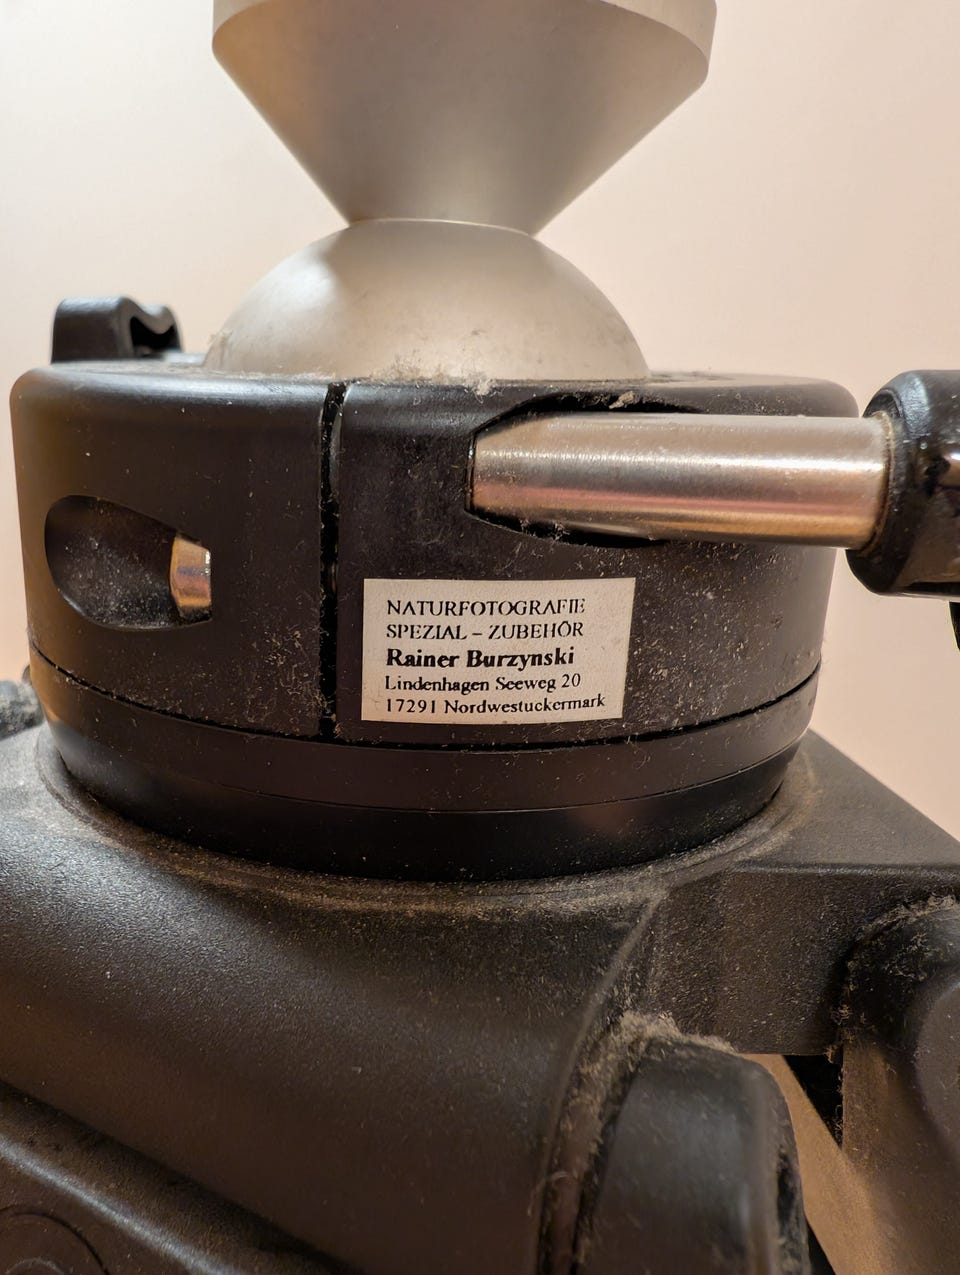 NATURFOTOGRAFIE
SPEZIAL – ZUBEHÖR
Rainer Burzynski
Lindenhagen Seeweg 20
17291 Nordwestuckermark